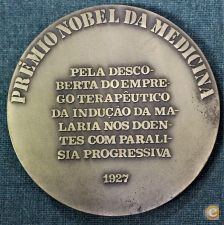 PRÉMIO NOBEL DA MEDICINA
PELA DESCO-
BERTA DO EMPRE-
GO TERAPEUTICO
DA INDUÇÃO DA MA-
LARIA NOS DOEN-
TES COM PARALI-
SIA PROGRESSIVA
1927